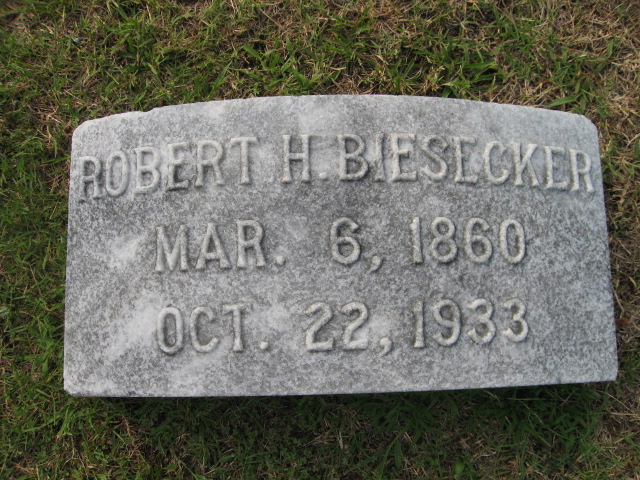 ROBERT H. BIESECKER
MAR. 6, 1860
OCT. 22, 1933